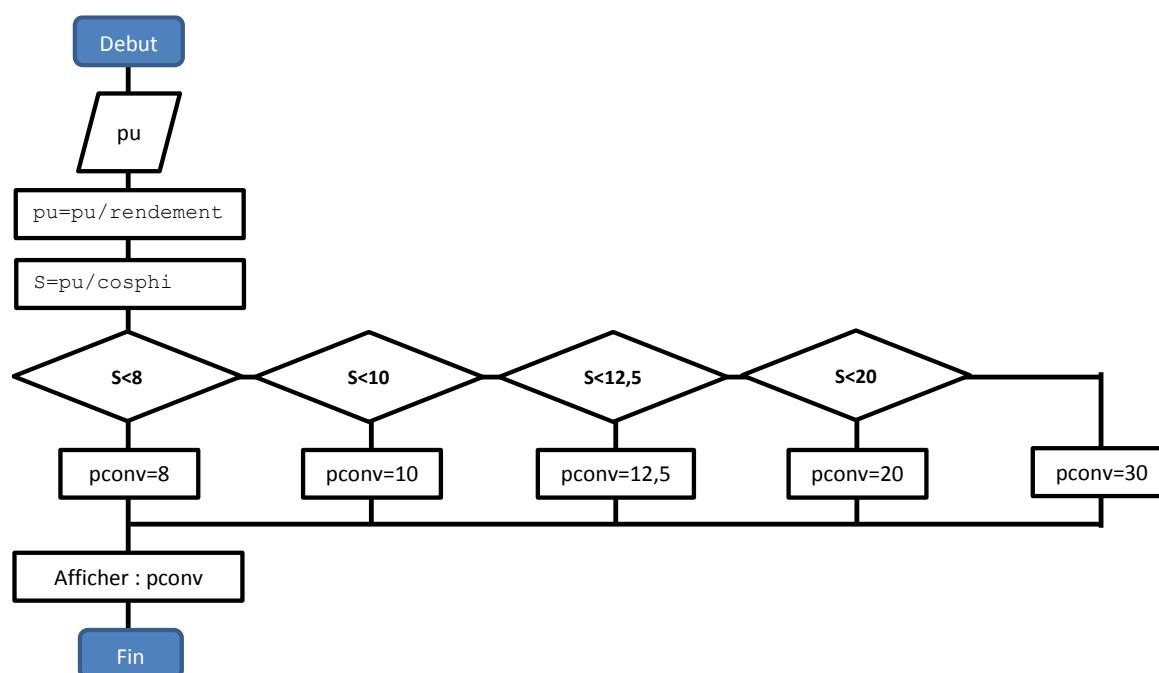 Debut
pu
pu=pu/rendement
S=pu/cosphi
S<8
S<10
S<12,5
S<20
pconv=8
pconv=10
pconv=12,5
pconv=20
pconv=30
Afficher : pconv
Fin